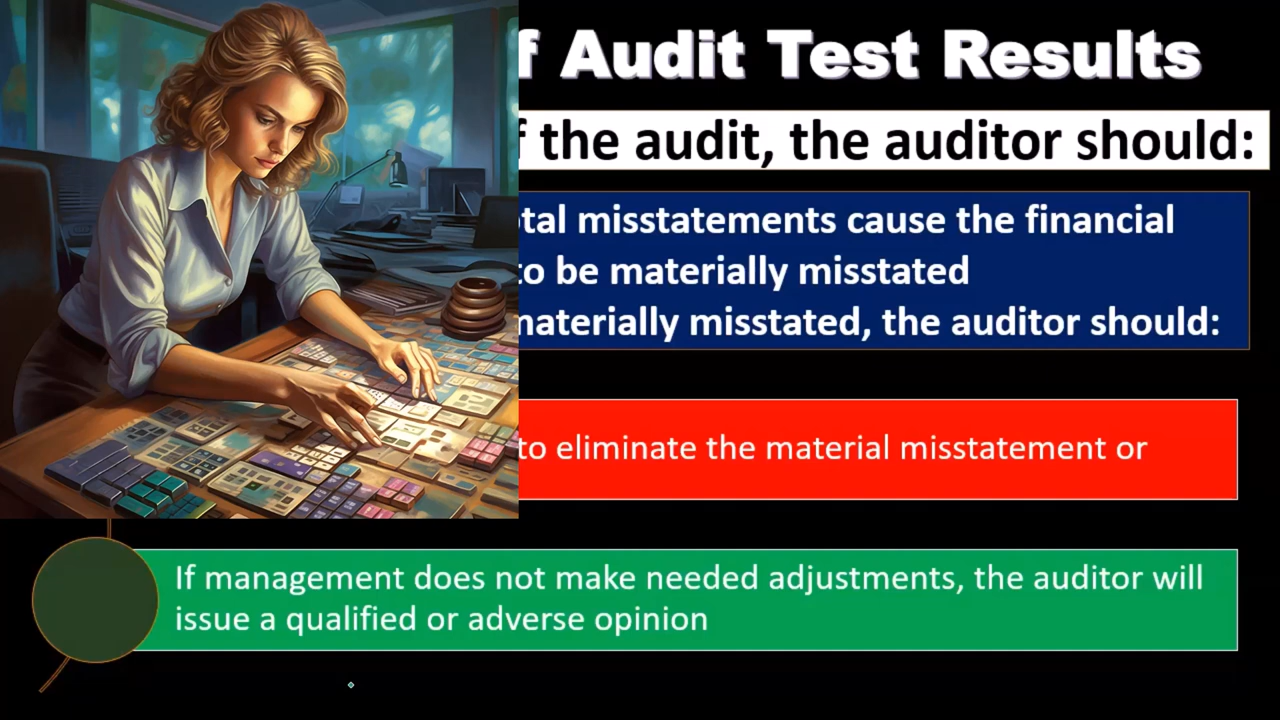 Audit Test Results
the audit, the auditor should:
misstatements cause the financial
to be materially misstated
materially misstated, the auditor should:
to eliminate the material misstatement or
If management does not make needed adjustments, the auditor will
issue a qualified or adverse opinion